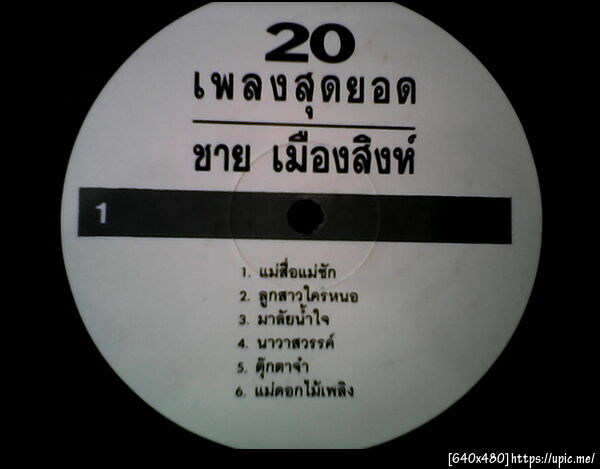 20
เพลงสุดยอด
ชาย เมืองสิงห์
1
1. แม่สื่อแม่ชัก
2. ลูกสาวใครหนอ
3. มาลัยน้ำใจ
4. นาวาสวรรค์
5. ตุ๊กตาจ๋า
6. แม่ดอกไม้เพลิง
[640x480]https://upic.me/